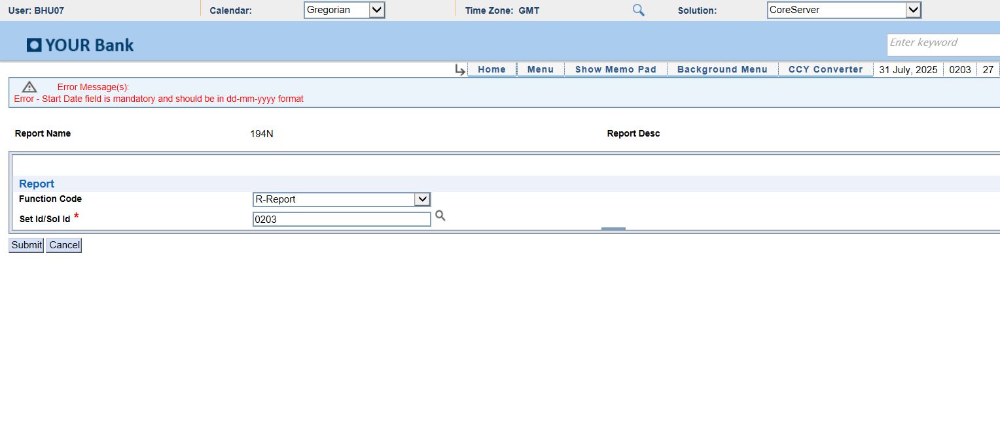 User: BHU07 Calendar: Gregorian Time Zone: GMT Solution: CoreServer
YOUR Bank Enter keyword
Home Menu Show Memo Pad Background Menu CCY Converter 31 July, 2025 0203 27
Error Message(s):
Error - Start Date field is mandatory and should be in dd-mm-yyyy format
Report Name 194N Report Desc
Report
Function Code R-Report
Set Id/Sol Id * 0203
Submit Cancel